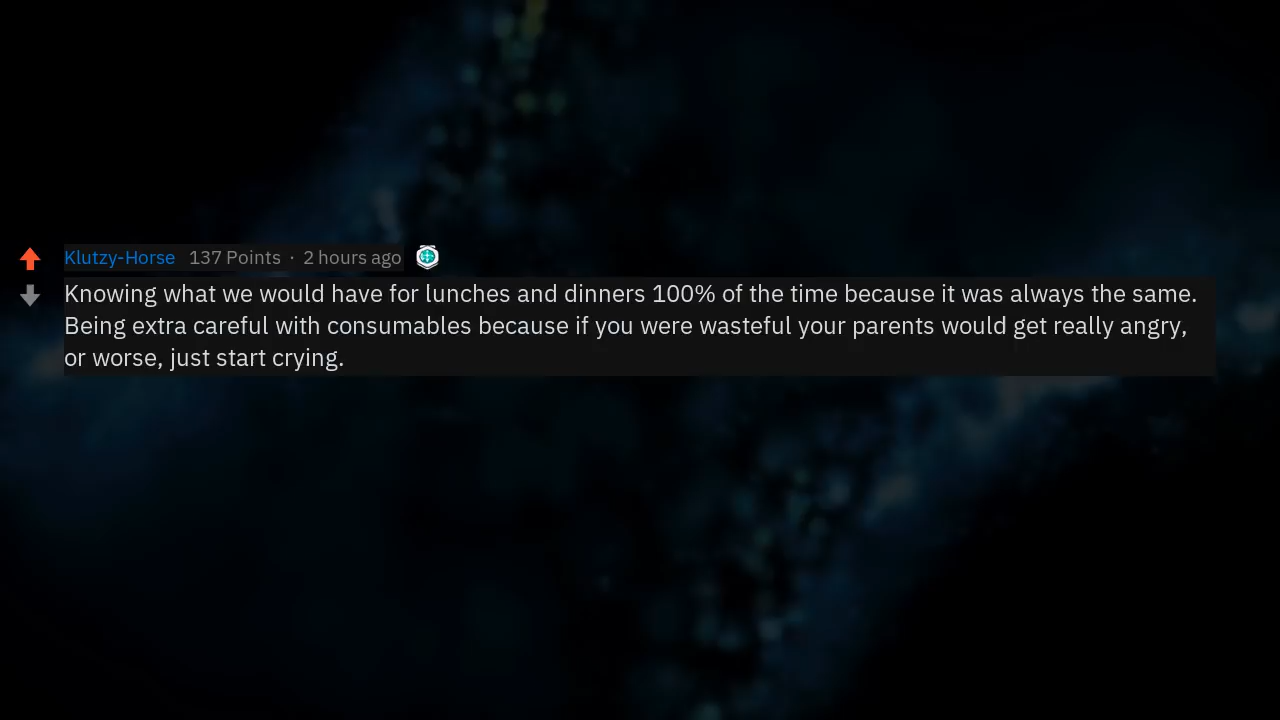 Klutzy-Horse 137 Points · 2 hours ago
Knowing what we would have for lunches and dinners 100% of the time because it was always the same.
Being extra careful with consumables because if you were wasteful your parents would get really angry,
or worse, just start crying.